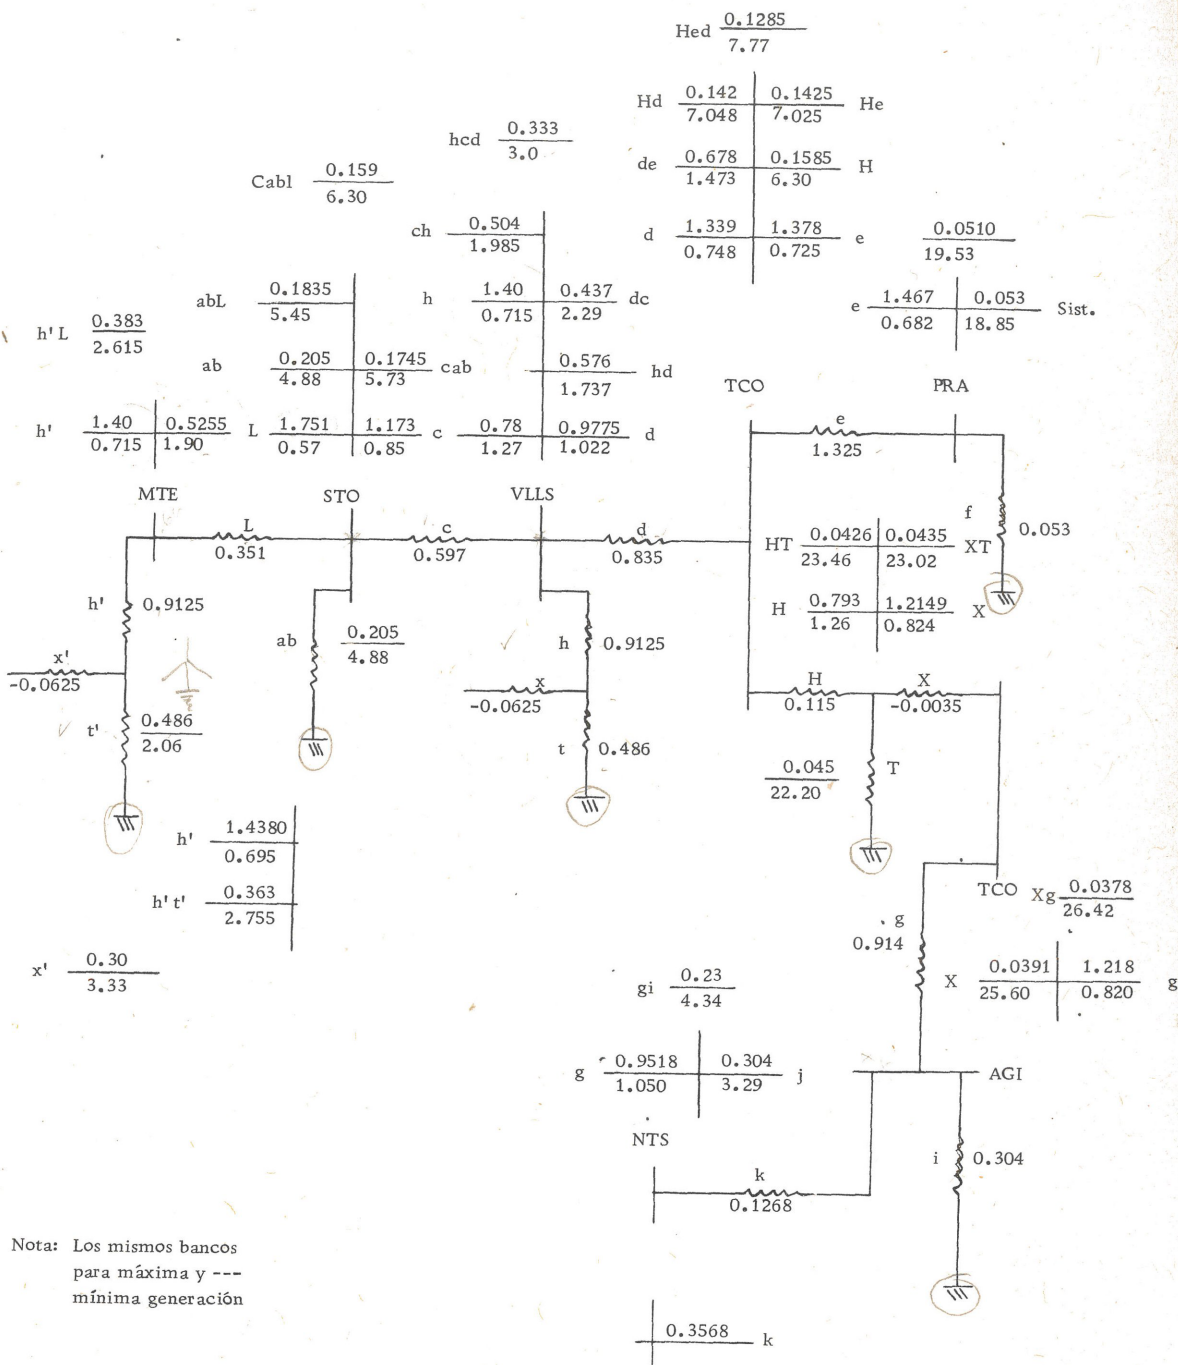 Hed 0.1285
7.77
Hd 0.142 0.1425 He
7.048 7.025
hcd 0.333
3.0
de 0.678 0.1585 H
1.473 6.30
Cabl 0.159
6.30
ch 0.504
1.985
d 1.339 1.378 e
0.748 0.725
0.0510
19.53
abL 0.1835
5.45
h 1.40 0.437 dc
0.715 2.29
e 1.467 0.053 Sist.
0.682 18.85
h' L 0.383
2.615
ab 0.205 0.1745 cab
4.88 5.73
0.576 hd
1.737
TCO PRA
h' 1.40 0.5255 L 1.751 1.173 c 0.78 0.9775 d
0.715 1.90 0.57 0.85 1.27 1.022
e
1.325
MTE STO VLLS
f 0.053
L c d
0.351 0.597 0.835
HT 0.0426 0.0435 XT
23.46 23.02
h' 0.9125
H 0.793 1.2149 X
1.26 0.824
ab 0.205
4.88
h 0.9125
x'
-0.0625
x
-0.0625
H X
0.115 -0.0035
t' 0.486
2.06
t 0.486
0.045 T
22.20
h' 1.4380
0.695
h' t' 0.363
2.755
TCO Xg 0.0378
26.42
g
0.914
x' 0.30
3.33
gi 0.23
4.34
X 0.0391 1.218 g
25.60 0.820
g 0.9518 0.304 j
1.050 3.29
AGI
NTS
i 0.304
k
0.1268
Nota: Los mismos bancos
para máxima y ---
mínima generación
0.3568 k